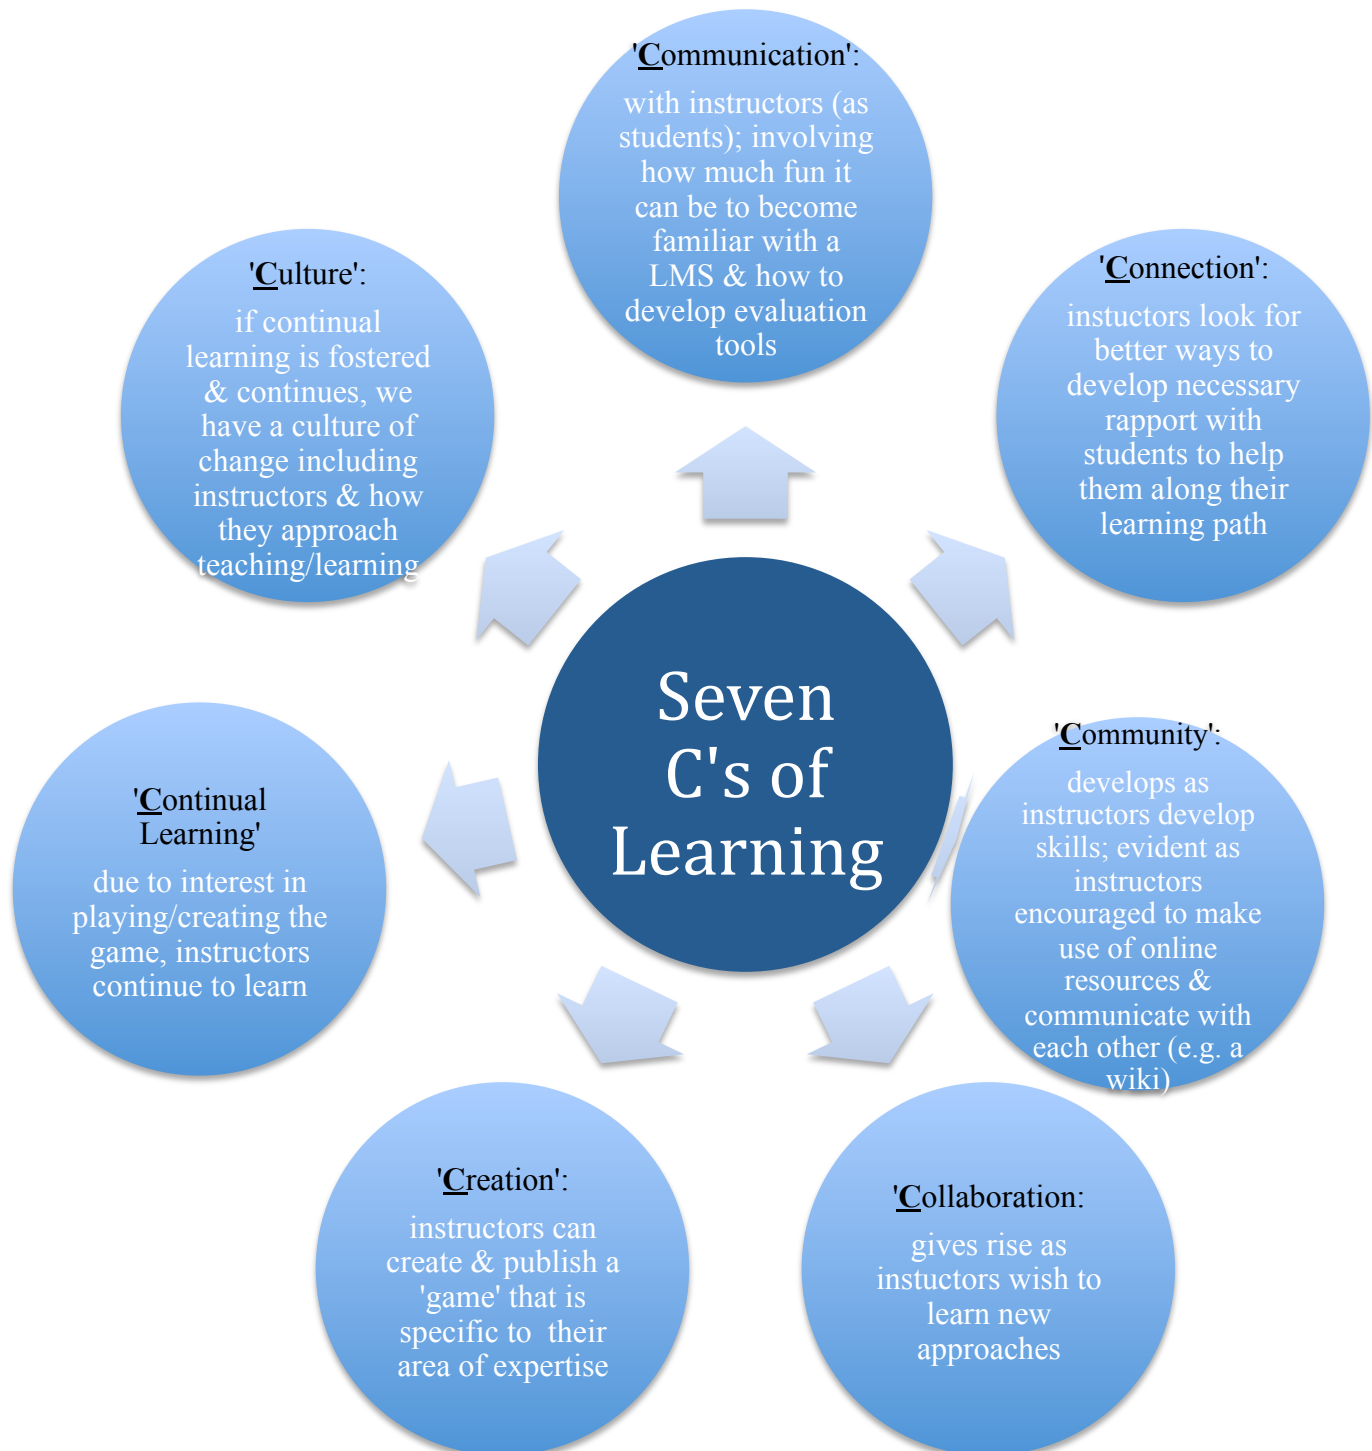 'Communication':
with instructors (as
students); involving
how much fun it
can be to become
familiar with a
LMS & how to
develop evaluation
tools
'Connection':
instuctors look for
better ways to
develop necessary
rapport with
students to help
them along their
learning path
'Community':
develops as
instructors develop
skills; evident as
instructors
encouraged to make
use of online
resources &
communicate with
each other (e.g. a
wiki)
'Collaboration:
gives rise as
instuctors wish to
learn new
approaches
'Creation':
instructors can
create & publish a
'game' that is
specific to  their
area of expertise
'Continual
Learning'
due to interest in
playing/creating the
game, instructors
continue to learn
'Culture':
if continual
learning is fostered
& continues, we
have a culture of
change including
instructors & how
they approach
teaching/learning
Seven
C's of
Learning